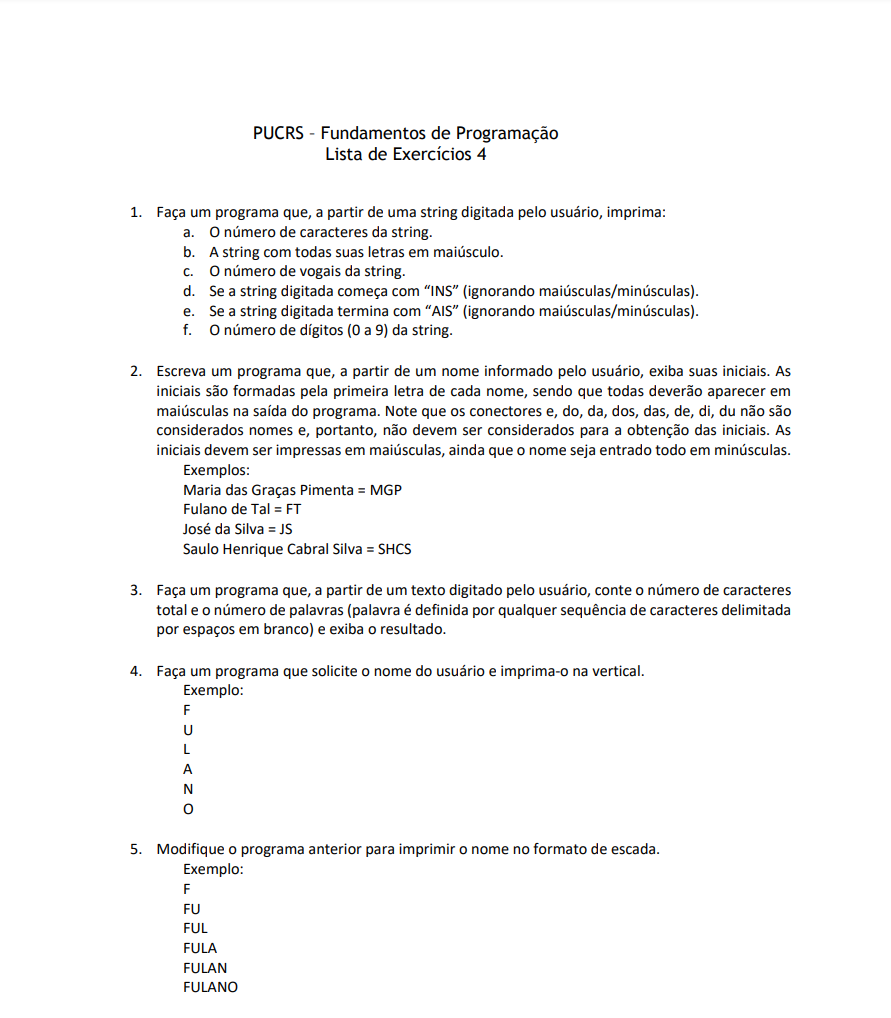 PUCRS – Fundamentos de Programação
Lista de Exercícios 4
1. Faça um programa que, a partir de uma string digitada pelo usuário, imprima:
a. O número de caracteres da string.
b. A string com todas suas letras em maiúsculo.
c. O número de vogais da string.
d. Se a string digitada começa com “INS” (ignorando maiúsculas/minúsculas).
e. Se a string digitada termina com “AIS” (ignorando maiúsculas/minúsculas).
f. O número de dígitos (0 a 9) da string.
2. Escreva um programa que, a partir de um nome informado pelo usuário, exiba suas iniciais. As
iniciais são formadas pela primeira letra de cada nome, sendo que todas deverão aparecer em
maiúsculas na saída do programa. Note que os conectores e, do, da, dos, das, de, di, du não são
considerados nomes e, portanto, não devem ser considerados para a obtenção das iniciais. As
iniciais devem ser impressas em maiúsculas, ainda que o nome seja entrado todo em minúsculas.
Exemplos:
Maria das Graças Pimenta = MGP
Fulano de Tal = FT
José da Silva = JS
Saulo Henrique Cabral Silva = SHCS
3. Faça um programa que, a partir de um texto digitado pelo usuário, conte o número de caracteres
total e o número de palavras (palavra é definida por qualquer sequência de caracteres delimitada
por espaços em branco) e exiba o resultado.
4. Faça um programa que solicite o nome do usuário e imprima-o na vertical.
Exemplo:
F
U
L
A
N
O
5. Modifique o programa anterior para imprimir o nome no formato de escada.
Exemplo:
F
FU
FUL
FULA
FULAN
FULANO